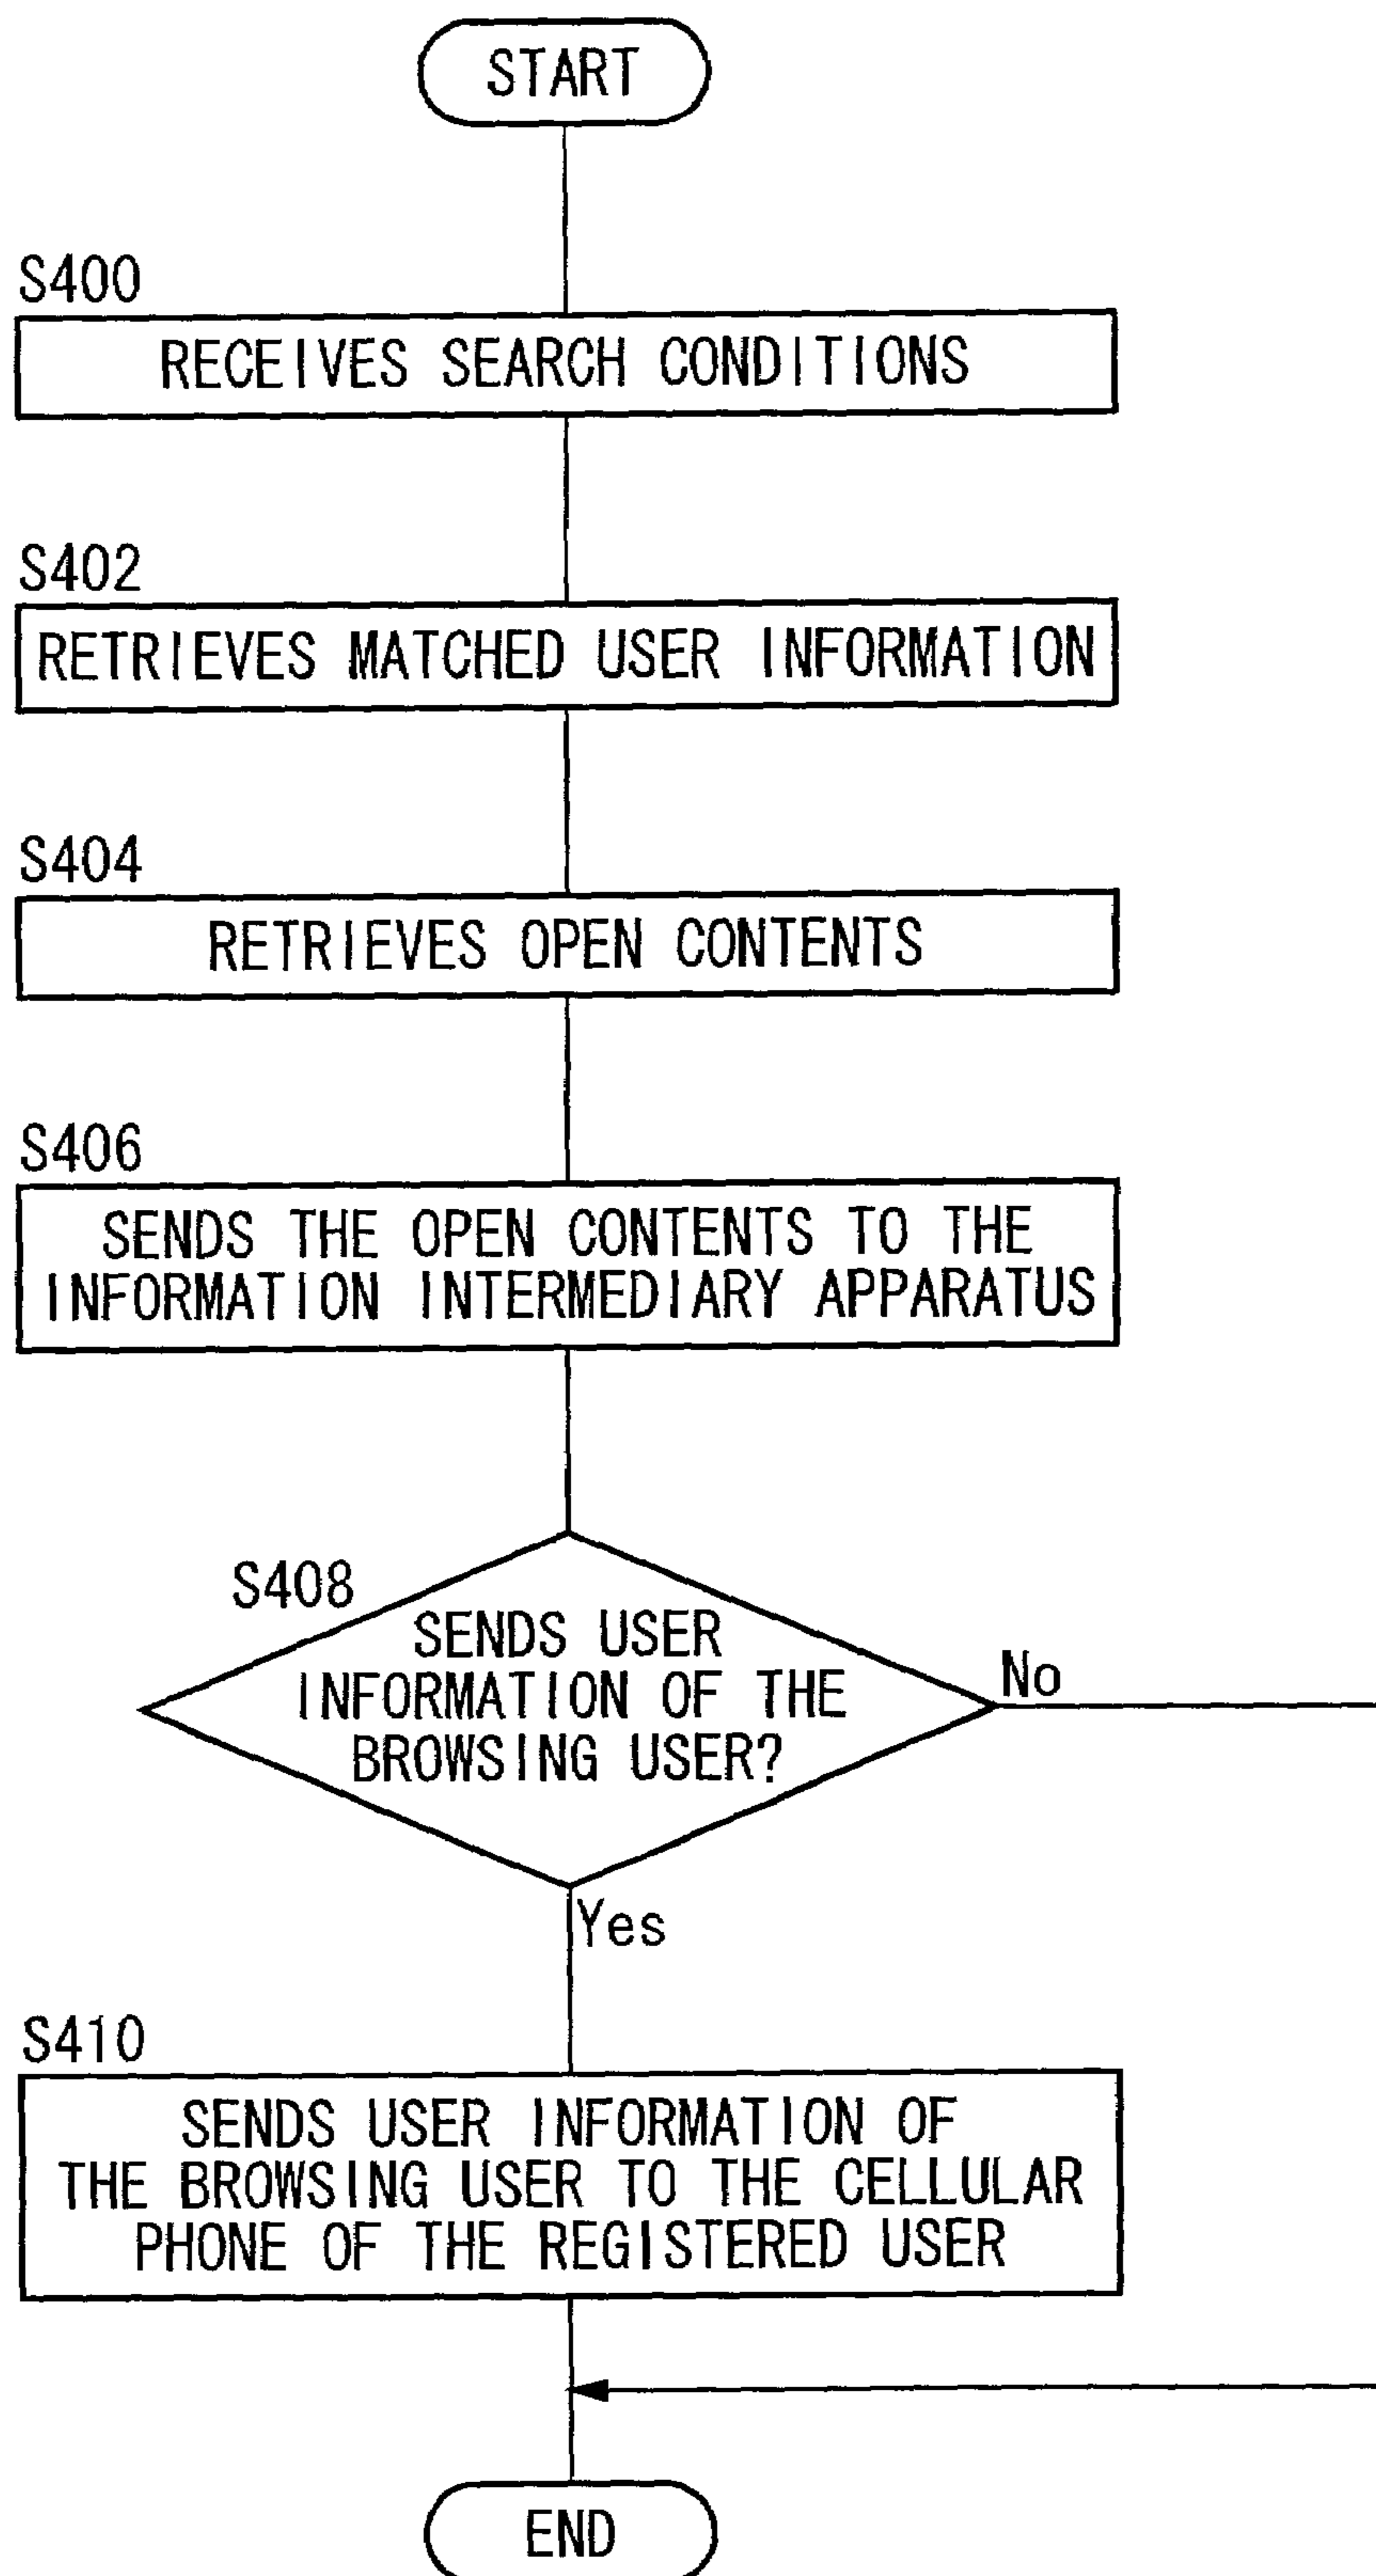 START
S400
RECEIVES SEARCH CONDITIONS
S402
RETRIEVES MATCHED USER INFORMATION
S404
RETRIEVES OPEN CONTENTS
S406
SENDS THE OPEN CONTENTS TO THE
INFORMATION INTERMEDIARY APPARATUS
S408
SENDS USER
INFORMATION OF THE
BROWSING USER?
No
Yes
S410
SENDS USER INFORMATION OF
THE BROWSING USER TO THE CELLULAR
PHONE OF THE REGISTERED USER
END